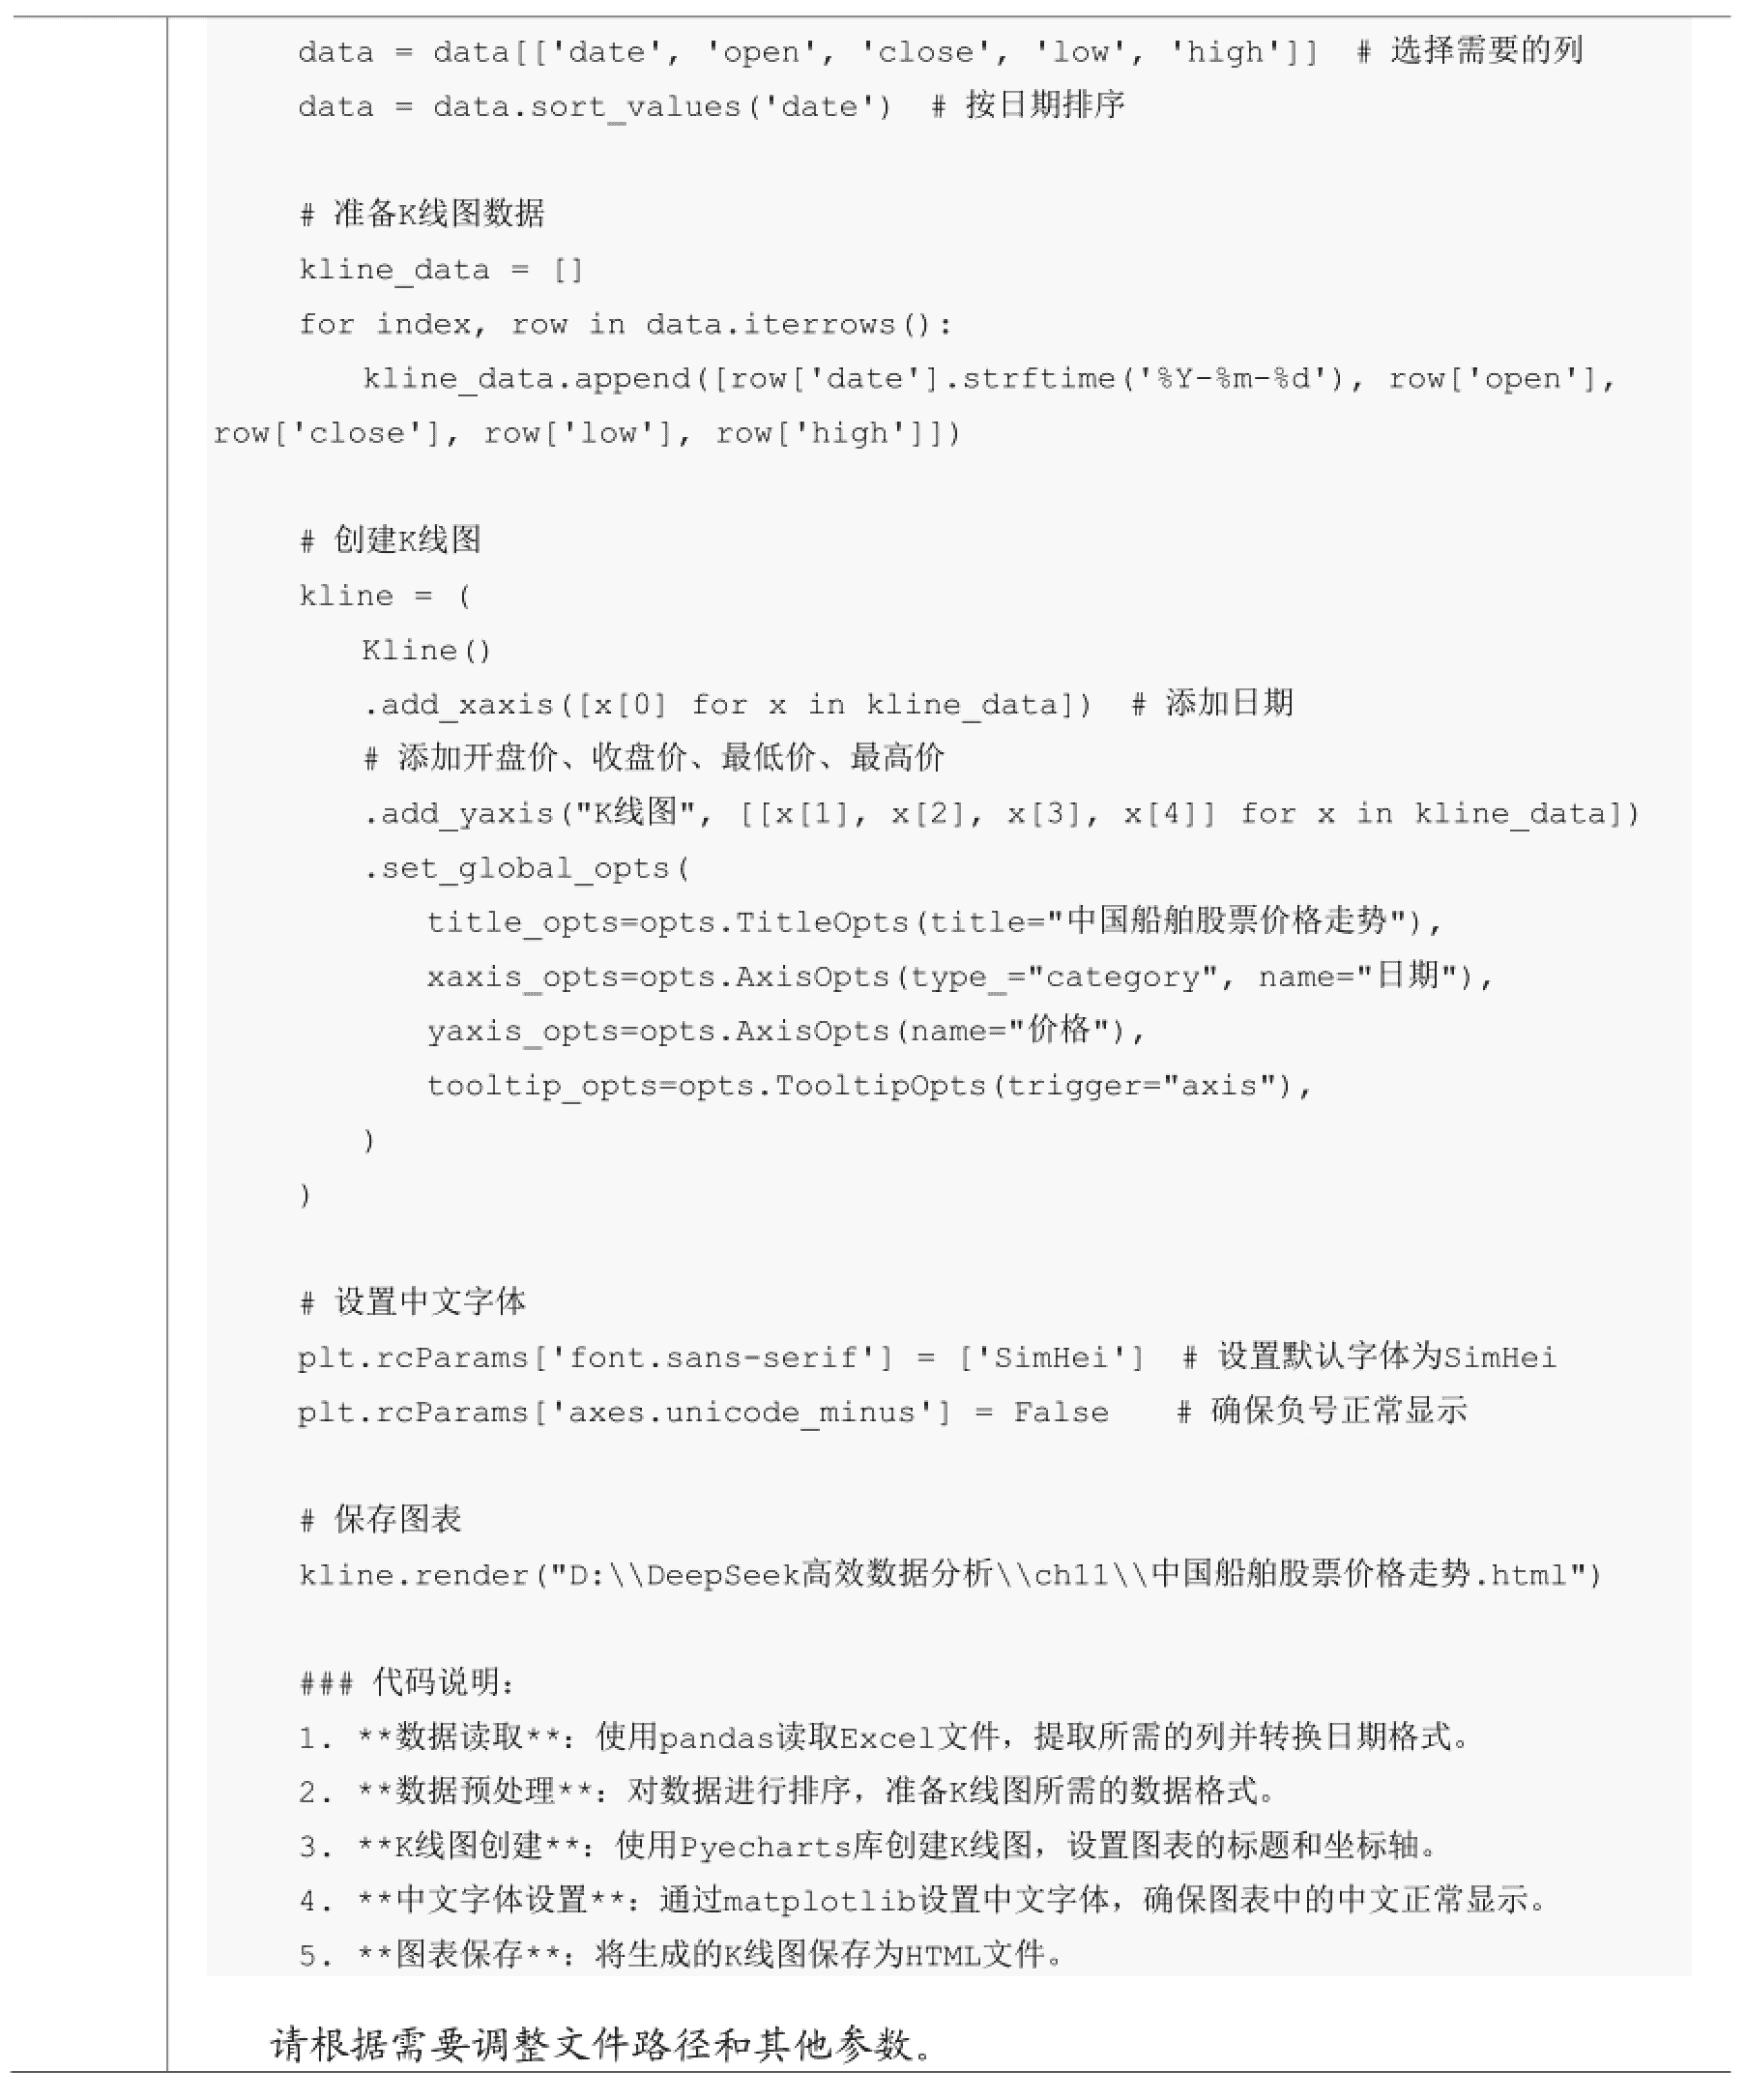 data = data[['date', 'open', 'close', 'low', 'high']]  # 选择需要的列
data = data.sort_values('date')  # 按日期排序
# 准备K线图数据
kline_data = []
for index, row in data.iterrows():
kline_data.append([row['date'].strftime('%Y-%m-%d'), row['open'],
row['close'], row['low'], row['high']])
# 创建K线图
kline = (
Kline()
.add_xaxis([x[0] for x in kline_data])  # 添加日期
# 添加开盘价、收盘价、最低价、最高价
.add_yaxis("K线图", [[x[1], x[2], x[3], x[4]] for x in kline_data])
.set_global_opts(
title_opts=opts.TitleOpts(title="中国船舶股票价格走势"),
xaxis_opts=opts.AxisOpts(type_="category", name="日期"),
yaxis_opts=opts.AxisOpts(name="价格"),
tooltip_opts=opts.TooltipOpts(trigger="axis"),
)
)
# 设置中文字体
plt.rcParams['font.sans-serif'] = ['SimHei']  # 设置默认字体为SimHei
plt.rcParams['axes.unicode_minus'] = False   # 确保负号正常显示
# 保存图表
kline.render("D:\\DeepSeek高效数据分析\\ch11\\中国船舶股票价格走势.html")
### 代码说明：
1. **数据读取**：使用pandas读取Excel文件，提取所需的列并转换日期格式。
2. **数据预处理**：对数据进行排序，准备K线图所需的数据格式。
3. **K线图创建**：使用Pyecharts库创建K线图，设置图表的标题和坐标轴。
4. **中文字体设置**：通过matplotlib设置中文字体，确保图表中的中文正常显示。
5. **图表保存**：将生成的K线图保存为HTML文件。
请根据需要调整文件路径和其他参数。